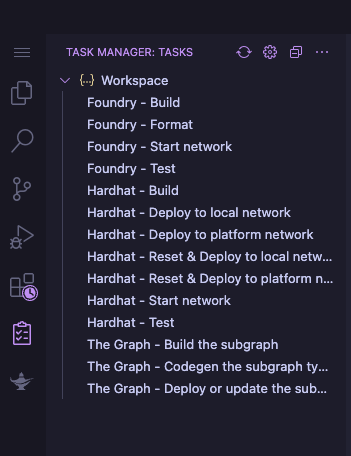 TASK MANAGER: TASKS
{...} Workspace
Foundry - Build
Foundry - Format
Foundry - Start network
Foundry - Test
Hardhat - Build
Hardhat - Deploy to local network
Hardhat - Deploy to platform network
Hardhat - Reset & Deploy to local netw...
Hardhat - Reset & Deploy to platform n...
Hardhat - Start network
Hardhat - Test
The Graph - Build the subgraph
The Graph - Codegen the subgraph ty...
The Graph - Deploy or update the sub...